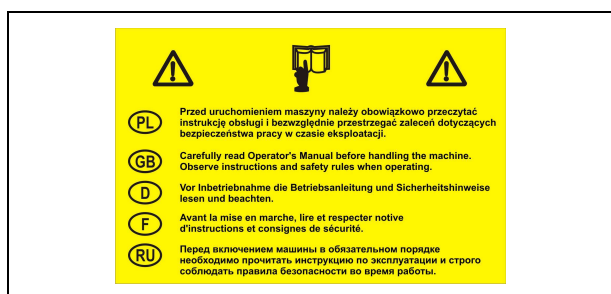 PL
Przed uruchomieniem maszyny należy obowiązkowo przeczytać
instrukcję obsługi i bezwzględnie przestrzegać zaleceń dotyczących
bezpieczeństwa pracy w czasie eksploatacji.
GB
Carefully read Operator's Manual before handling the machine.
Observe instructions and safety rules when operating.
D
Vor Inbetriebnahme die Betriebsanleitung und Sicherheitshinweise
lesen und beachten.
F
Avant la mise en marche, lire et respecter notive
d'instructions et consignes de sécurité.
RU
Перед включением машины в обязательном порядке
необходимо прочитать инструкцию по эксплуатации и строго
соблюдать правила безопасности во время работы.